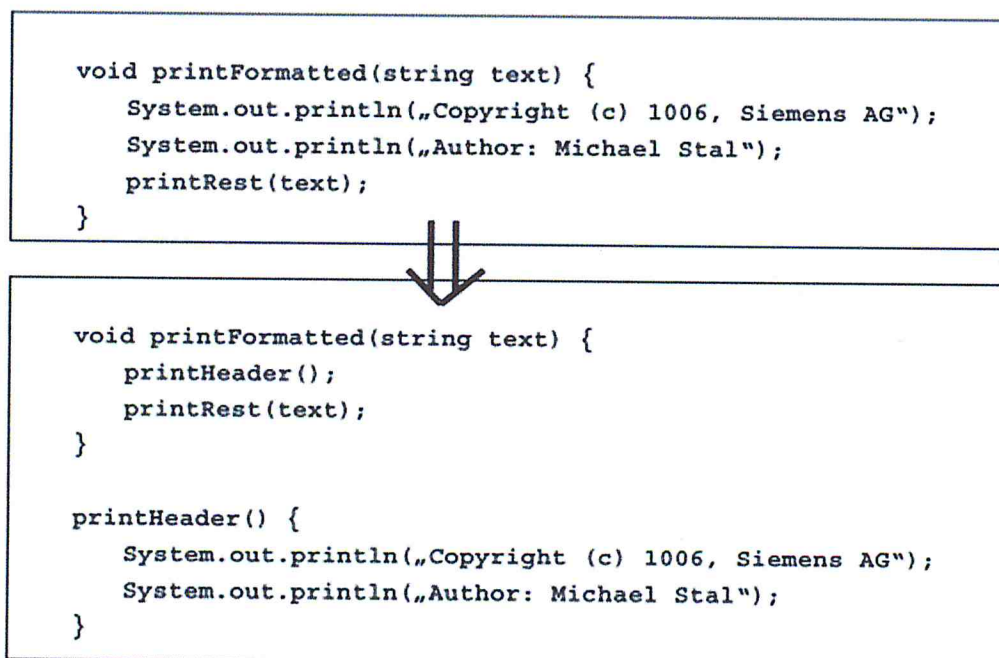 void printFormatted(string text) {
System.out.println(„Copyright (c) 1006, Siemens AG“);
System.out.println(„Author: Michael Stal“);
printRest(text);
}
void printFormatted(string text) {
printHeader();
printRest(text);
}
printHeader() {
System.out.println(„Copyright (c) 1006, Siemens AG“);
System.out.println(„Author: Michael Stal“);
}